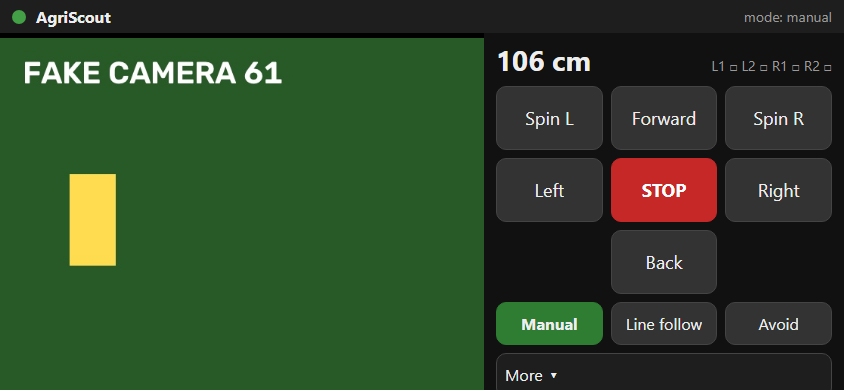 AgriScout
mode: manual
FAKE CAMERA 61
106 cm
L1 □ L2 □ R1 □ R2 □
Spin L
Forward
Spin R
Left
STOP
Right
Back
Manual
Line follow
Avoid
More ▾